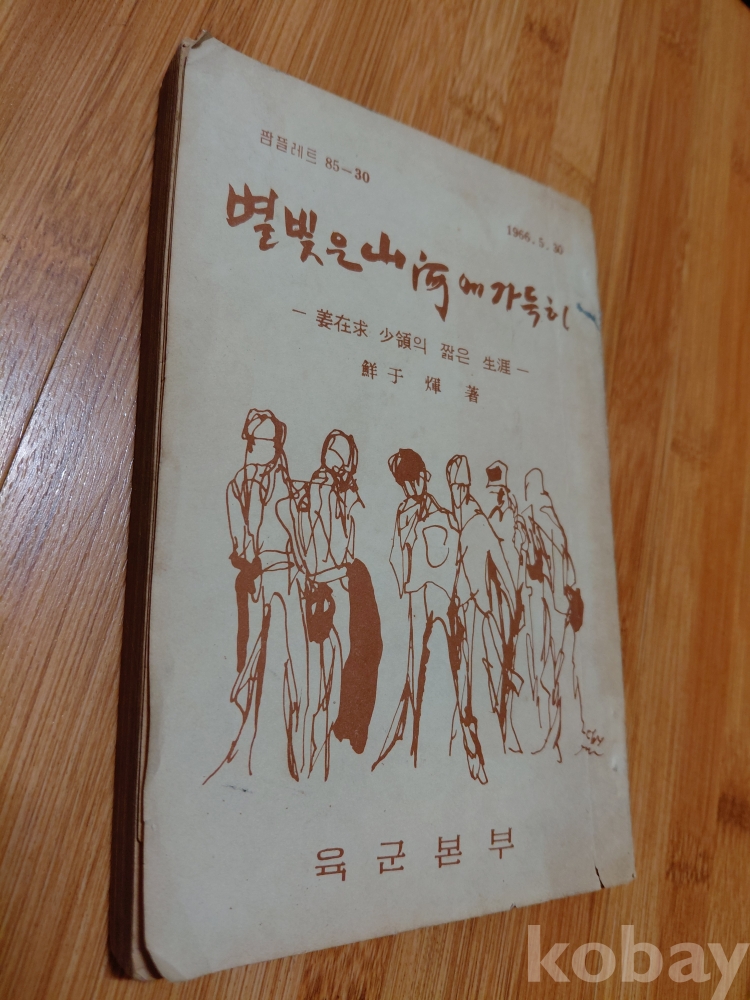 팜플레트 85-30
1966. 5. 30
별빛은 山河에 가득히
— 姜在求 少領의 짧은 生涯 —
鮮于 煇 著
육군본부
kobay